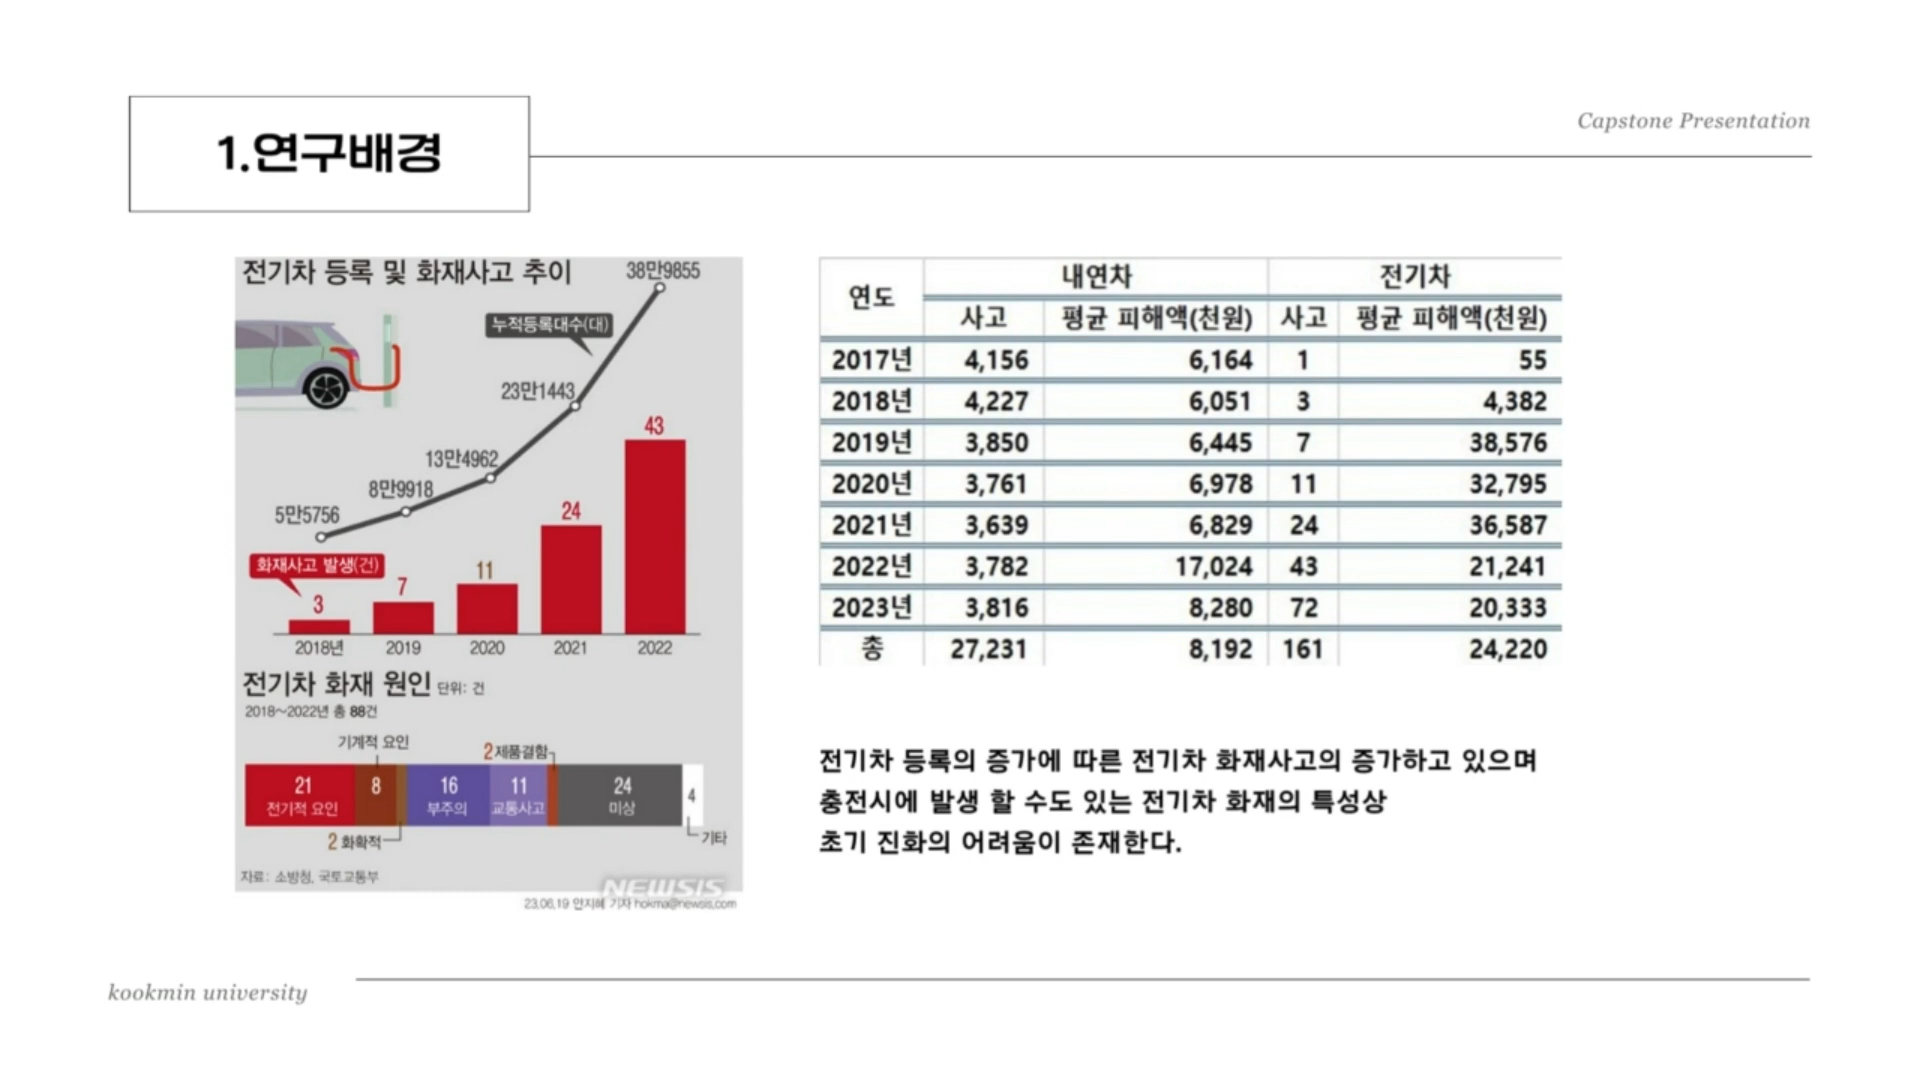 Capstone Presentation
1.연구배경
전기차 등록 및 화재사고 추이
38만9855
누적등록대수(대)
23만1443
43
13만4962
8만9918
24
5만5756
화재사고 발생(건)
11
7
3
2018년 2019 2020 2021 2022
전기차 화재 원인 단위: 건
2018~2022년 총 88건
기계적 요인
2 제품결함
21 8 16 11 24 4
전기적 요인 부주의 교통사고 미상
2 화학적
기타
자료: 소방청, 국토교통부
NEWSIS
23.06.19 안지혜 기자 hokma@newsis.com
연도 내연차 전기차
사고 평균 피해액(천원) 사고 평균 피해액(천원)
2017년 4,156 6,164 1 55
2018년 4,227 6,051 3 4,382
2019년 3,850 6,445 7 38,576
2020년 3,761 6,978 11 32,795
2021년 3,639 6,829 24 36,587
2022년 3,782 17,024 43 21,241
2023년 3,816 8,280 72 20,333
총 27,231 8,192 161 24,220
전기차 등록의 증가에 따른 전기차 화재사고의 증가하고 있으며
충전시에 발생 할 수도 있는 전기차 화재의 특성상
초기 진화의 어려움이 존재한다.
kookmin university